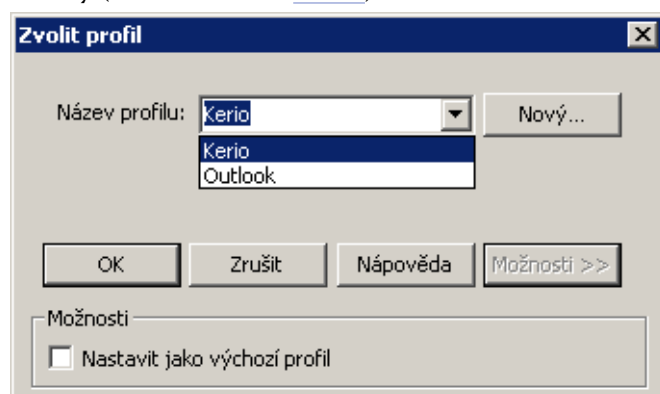 Zvolit profil
Název profilu: Kerio Nový...
Kerio
Outlook
OK Zrušit Nápověda Možnosti >>
Možnosti
Nastavit jako výchozí profil